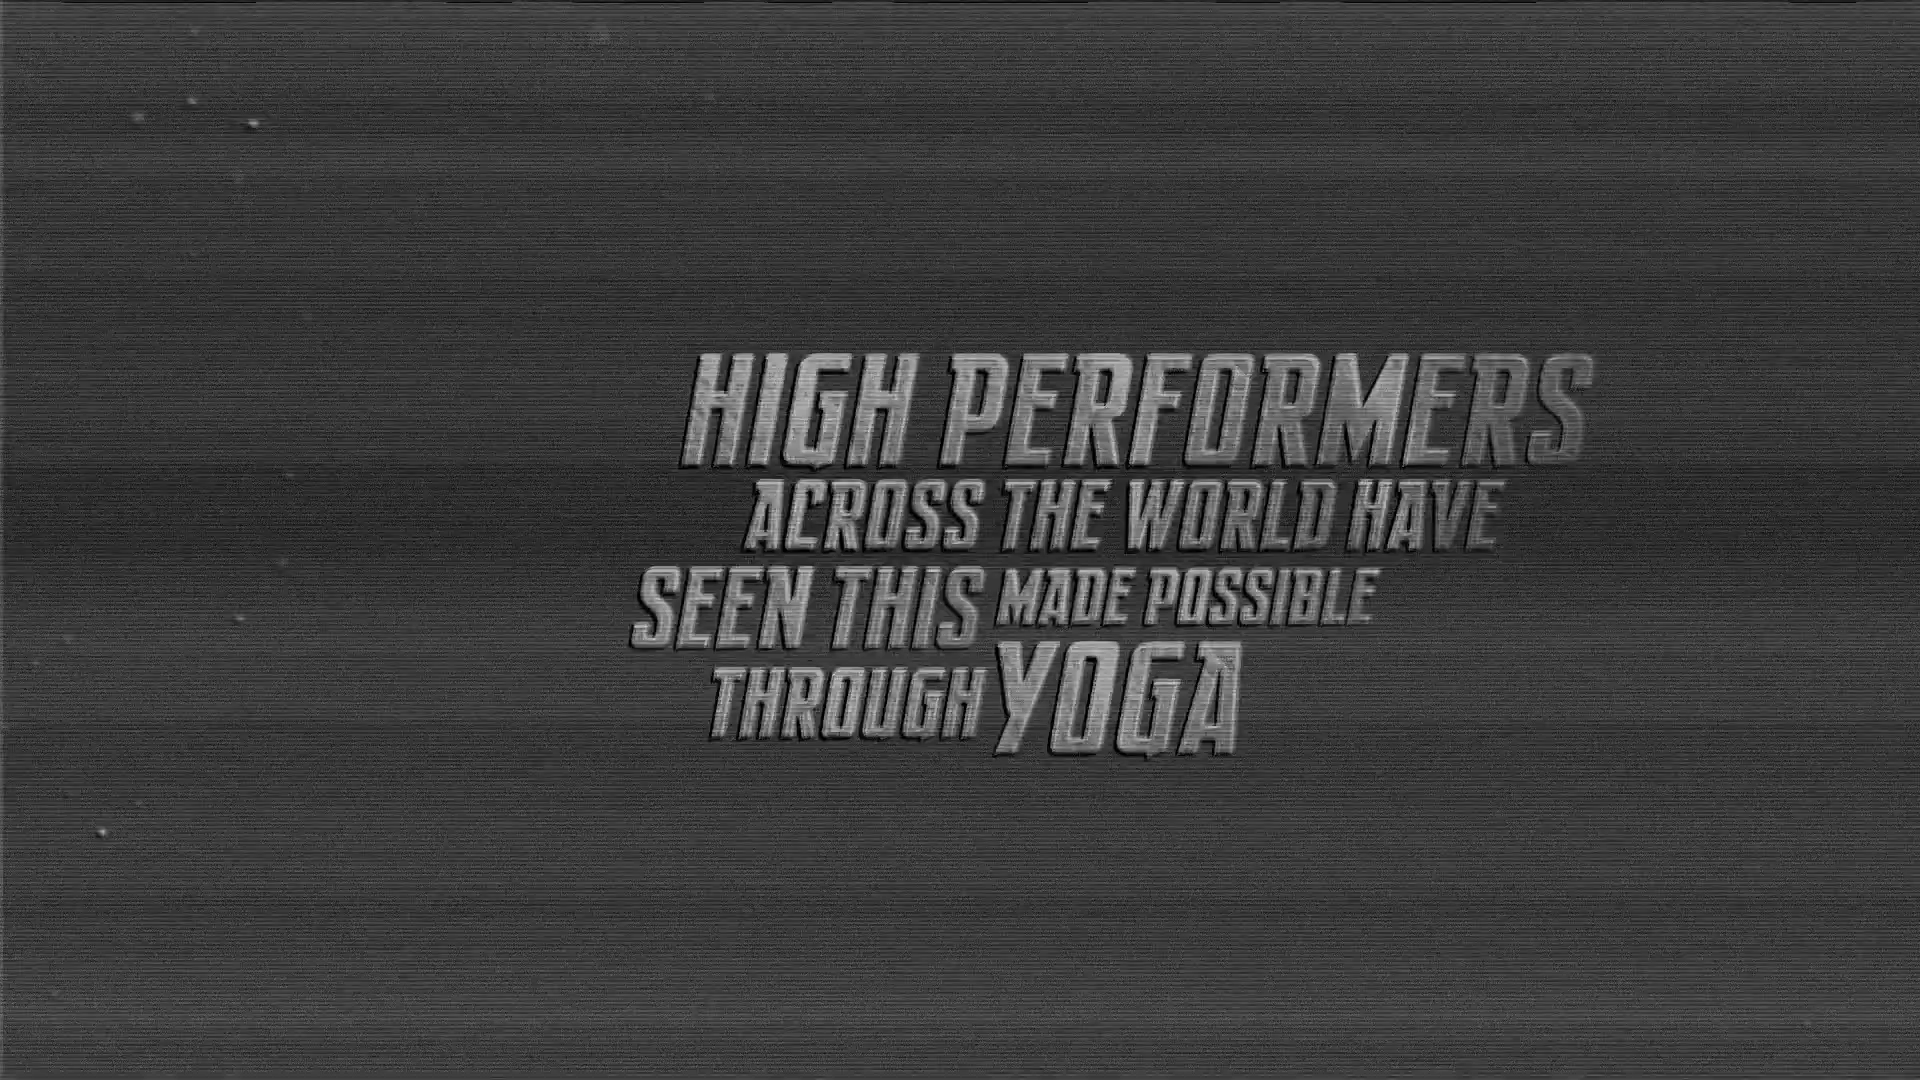 HIGH PERFORMERS
ACROSS THE WORLD HAVE
SEEN THIS MADE POSSIBLE
THROUGH YOGA